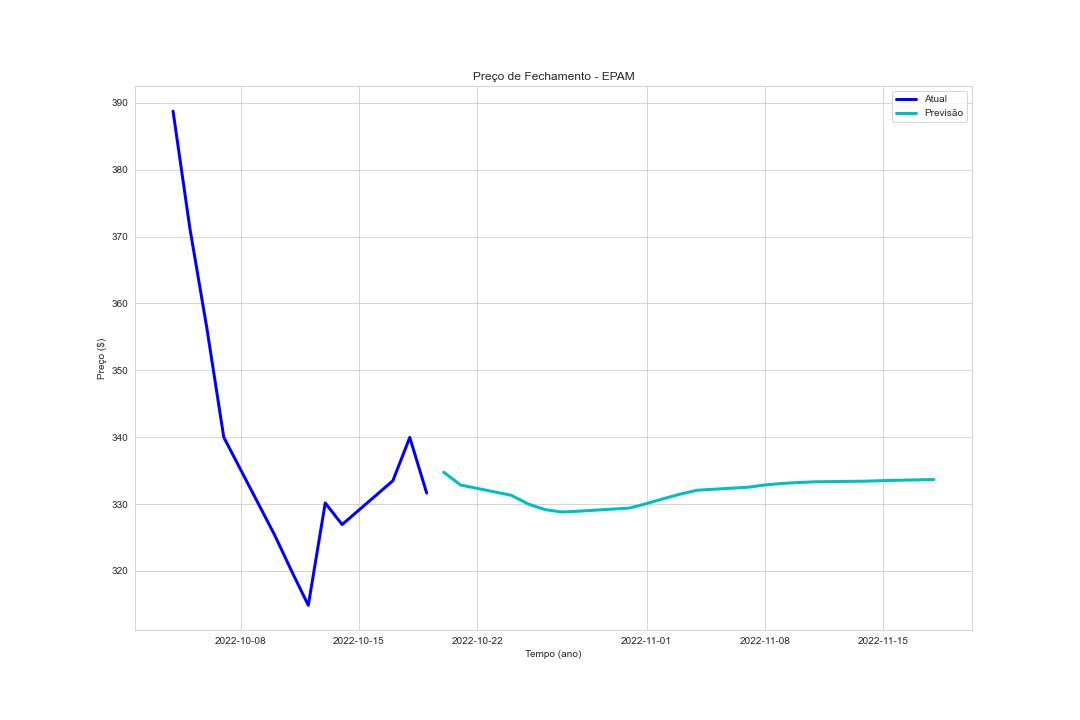 Preço de Fechamento - EPAM
Atual
Previsão
390
380
370
360
350
340
330
320
Preço ($)
2022-10-08
2022-10-15
2022-10-22
2022-11-01
2022-11-08
2022-11-15
Tempo (ano)